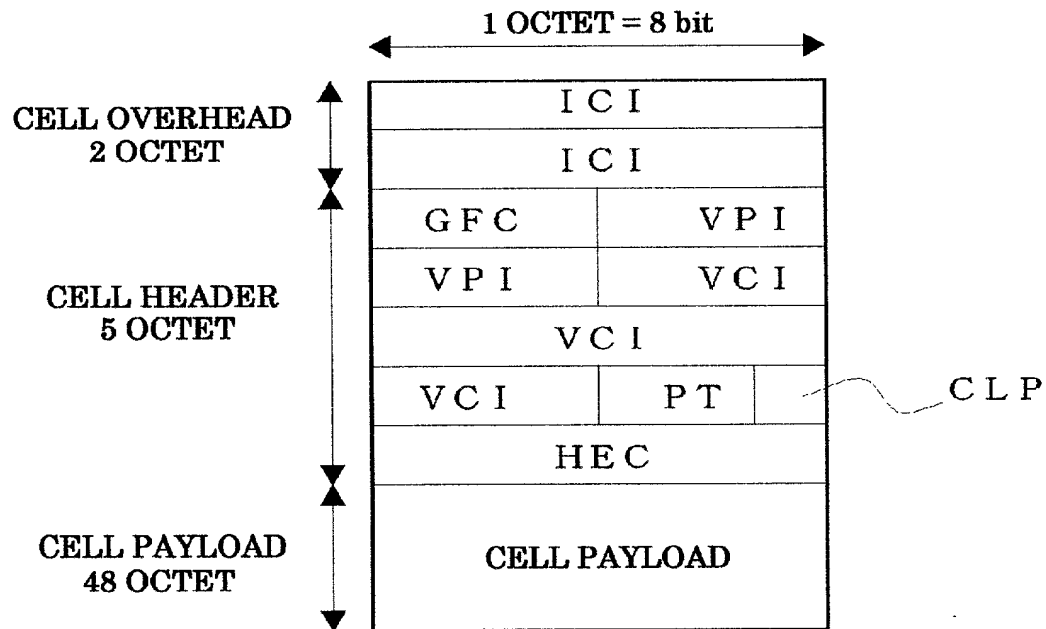 1 OCTET = 8 bit
CELL OVERHEAD
2 OCTET
ICI
ICI
CELL HEADER
5 OCTET
GFC VPI
VPI VCI
VCI
VCI PT CLP
HEC
CELL PAYLOAD
48 OCTET
CELL PAYLOAD